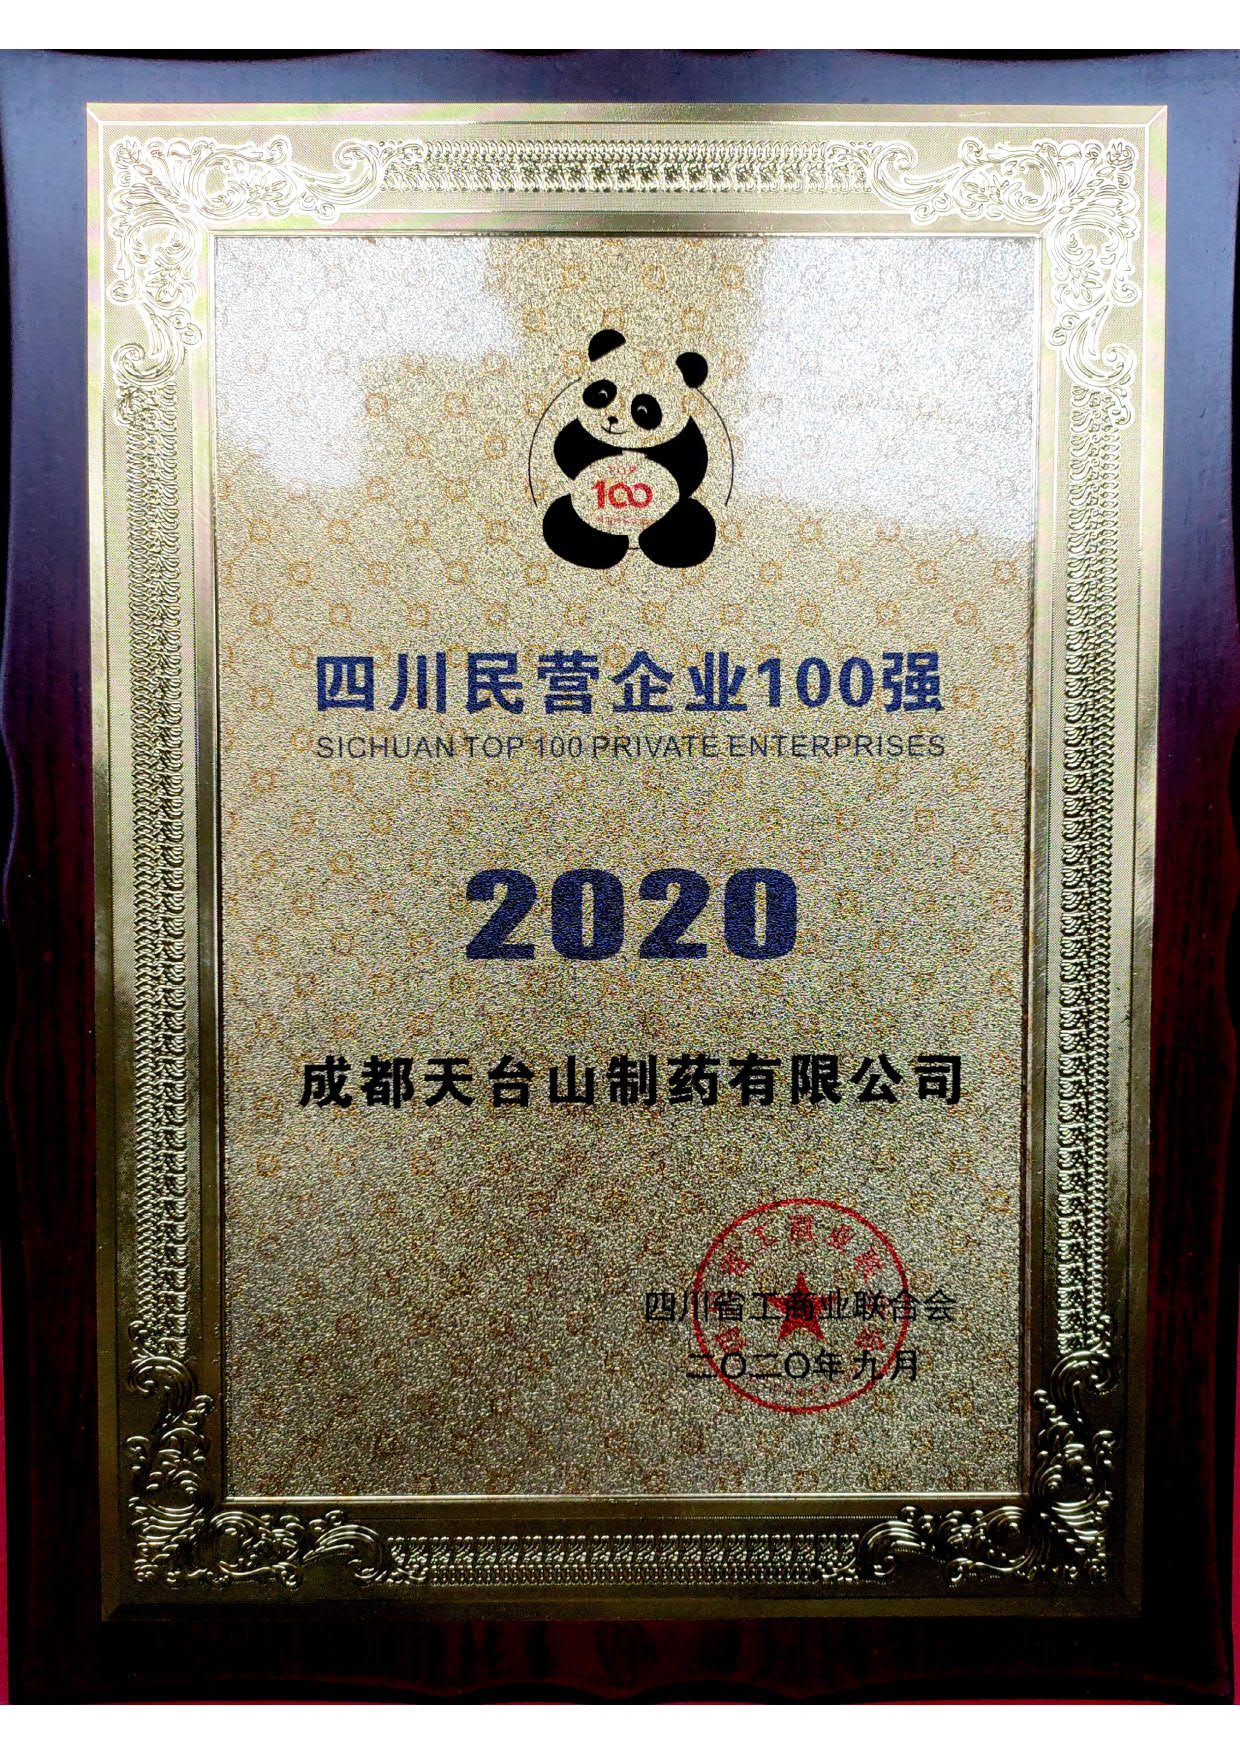 TOP
100
四川民营企业100强
SICHUAN TOP 100 PRIVATE ENTERPRISES
2020
成都天台山制药有限公司
四川省工商业联合会
二〇二〇年九月